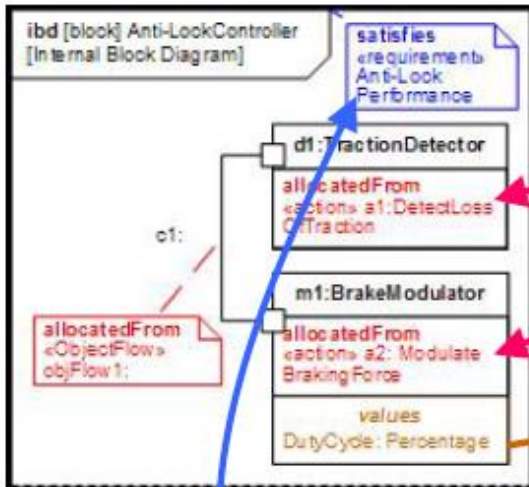 ibd [block] Anti-LockController
[Internal Block Diagram]
satisfies
«requirement»
Anti-Lock
Performance
d1:TractionDetector
allocatedFrom
«action» a1:DetectLoss
OfTraction
c1:
m1:BrakeModulator
allocatedFrom
«action» a2: Modulate
BrakingForce
allocatedFrom
«ObjectFlow»
objFlow1:
values
DutyCycle: Percentage